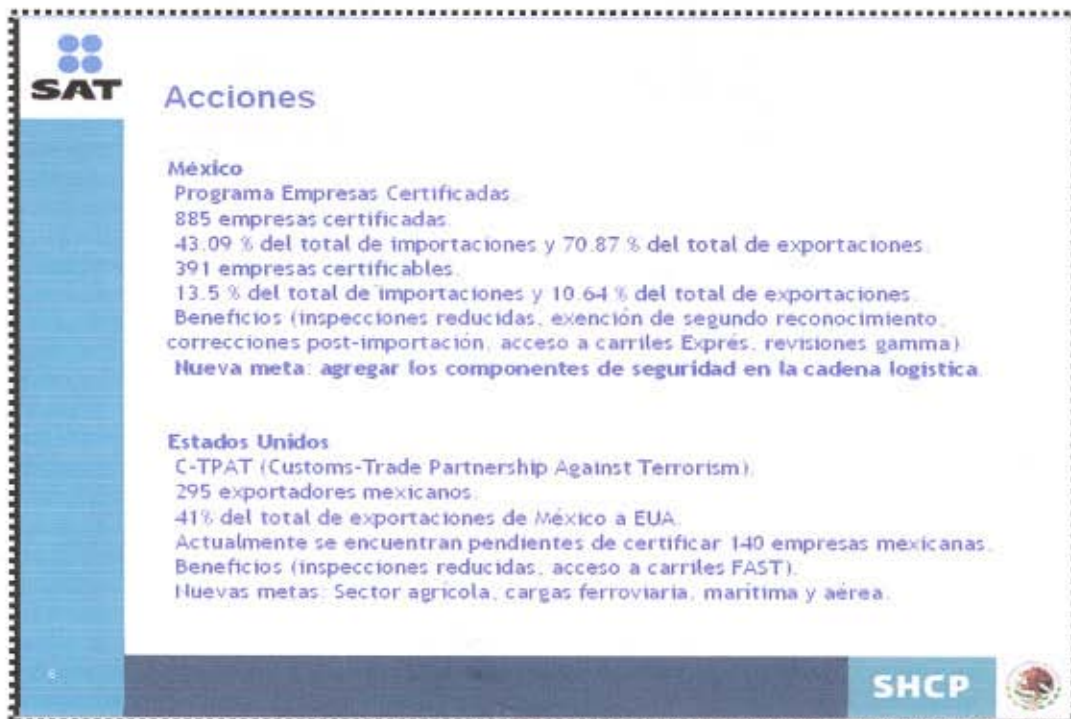 SAT
Acciones
México
Programa Empresas Certificadas.
885 empresas certificadas.
43.09 % del total de importaciones y 70.87 % del total de exportaciones.
391 empresas certificables.
13.5 % del total de importaciones y 10.64 % del total de exportaciones.
Beneficios (inspecciones reducidas, exención de segundo reconocimiento,
correcciones post-importación, acceso a carriles Exprés, revisiones gamma)
Nueva meta: agregar los componentes de seguridad en la cadena logística.
Estados Unidos
C-TPAT (Customs-Trade Partnership Against Terrorism).
295 exportadores mexicanos.
41% del total de exportaciones de México a EUA.
Actualmente se encuentran pendientes de certificar 140 empresas mexicanas.
Beneficios (inspecciones reducidas, acceso a carriles FAST).
Nuevas metas: Sector agrícola, cargas ferroviaria, marítima y aérea.
SHCP